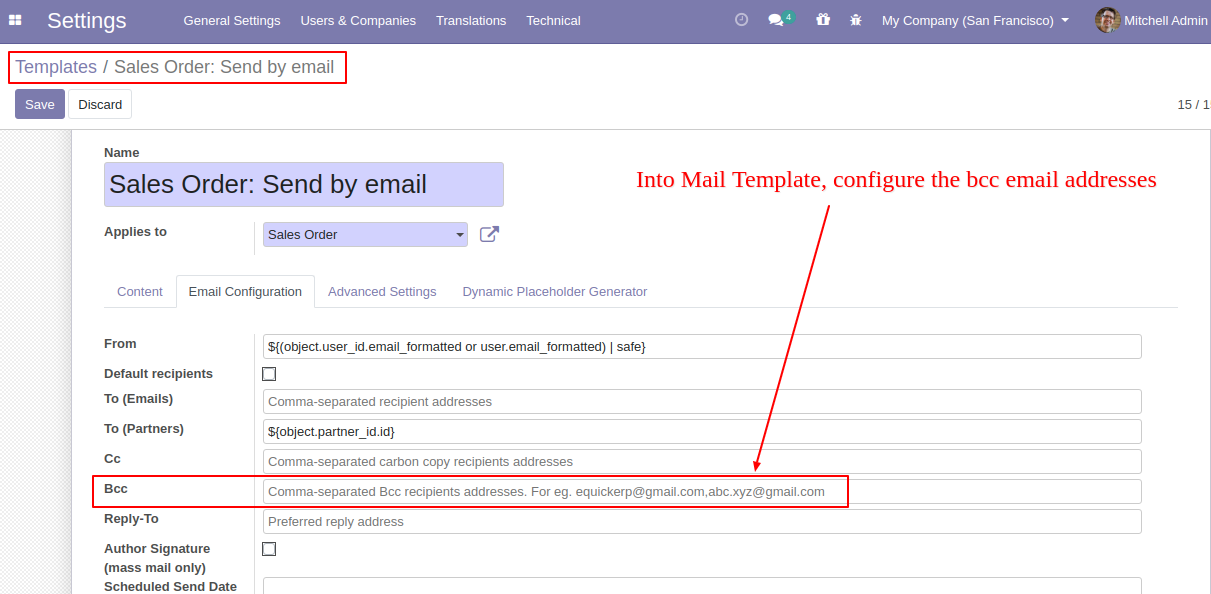 Settings General Settings Users & Companies Translations Technical 4 My Company (San Francisco) Mitchell Admin
Templates / Sales Order: Send by email
Save Discard 15 / 1
Name
Sales Order: Send by email
Into Mail Template, configure the bcc email addresses
Applies to Sales Order
Content Email Configuration Advanced Settings Dynamic Placeholder Generator
From ${(object.user_id.email_formatted or user.email_formatted) | safe}
Default recipients
To (Emails) Comma-separated recipient addresses
To (Partners) ${object.partner_id.id}
Cc Comma-separated carbon copy recipients addresses
Bcc Comma-separated Bcc recipients addresses. For eg. equickerp@gmail.com,abc.xyz@gmail.com
Reply-To Preferred reply address
Author Signature
(mass mail only)
Scheduled Send Date